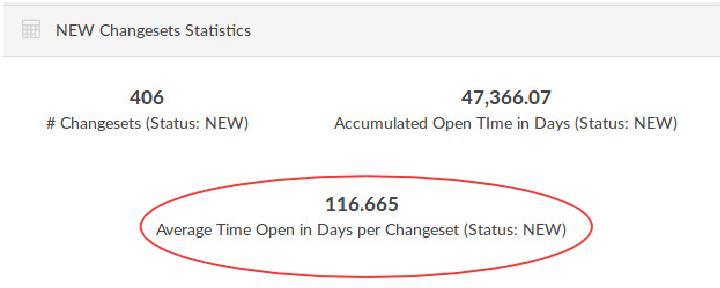 NEW Changesets Statistics
406
# Changesets (Status: NEW)
47,366.07
Accumulated Open TIme in Days (Status: NEW)
116.665
Average Time Open in Days per Changeset (Status: NEW)